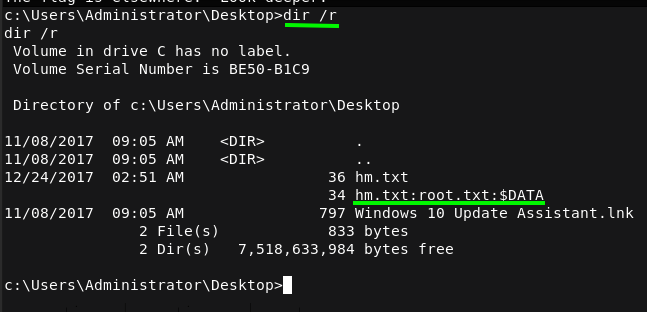 The flag is elsewhere.  Look deeper.
c:\Users\Administrator\Desktop>dir /r
dir /r
 Volume in drive C has no label.
 Volume Serial Number is BE50-B1C9
 Directory of c:\Users\Administrator\Desktop
11/08/2017  09:05 AM    <DIR>          .
11/08/2017  09:05 AM    <DIR>          ..
12/24/2017  02:51 AM                36 hm.txt
                                    34 hm.txt:root.txt:$DATA
11/08/2017  09:05 AM               797 Windows 10 Update Assistant.lnk
               2 File(s)            833 bytes
               2 Dir(s)   7,518,633,984 bytes free
c:\Users\Administrator\Desktop>